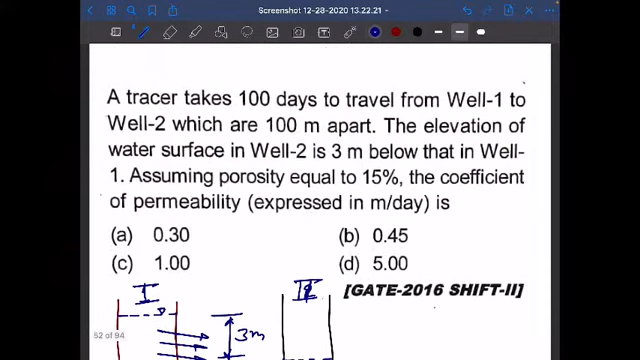 Screenshot 12-28-2020 13.22.21
A tracer takes 100 days to travel from Well-1 to
Well-2 which are 100 m apart. The elevation of
water surface in Well-2 is 3 m below that in Well-
1. Assuming porosity equal to 15%, the coefficient
of permeability (expressed in m/day) is
(a) 0.30
(b) 0.45
(c) 1.00
(d) 5.00
[GATE-2016 SHIFT-II]
I
II
3m
52 of 94